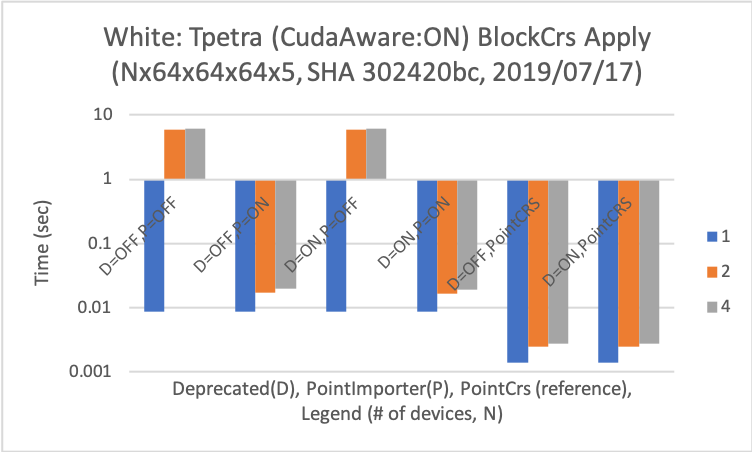 White: Tpetra (CudaAware:ON) BlockCrs Apply
(Nx64x64x64x5, SHA 302420bc, 2019/07/17)
10
1
0.1
0.01
0.001
Time (sec)
D=OFF,P=OFF
D=OFF,P=ON
D=ON,P=OFF
D=ON,P=ON
D=OFF,PointCRS
D=ON,PointCRS
1
2
4
Deprecated(D), PointImporter(P), PointCrs (reference),
Legend (# of devices, N)